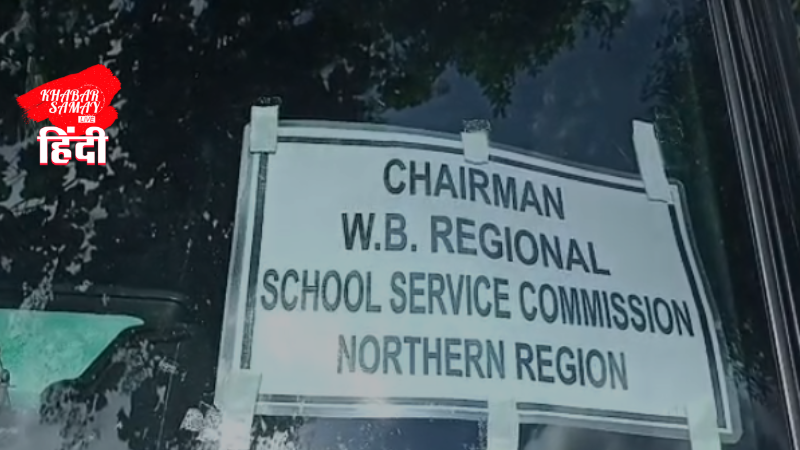 KHABAR
SAMAY
LIVE
हिंदी
CHAIRMAN
W.B. REGIONAL
SCHOOL SERVICE COMMISSION
NORTHERN REGION